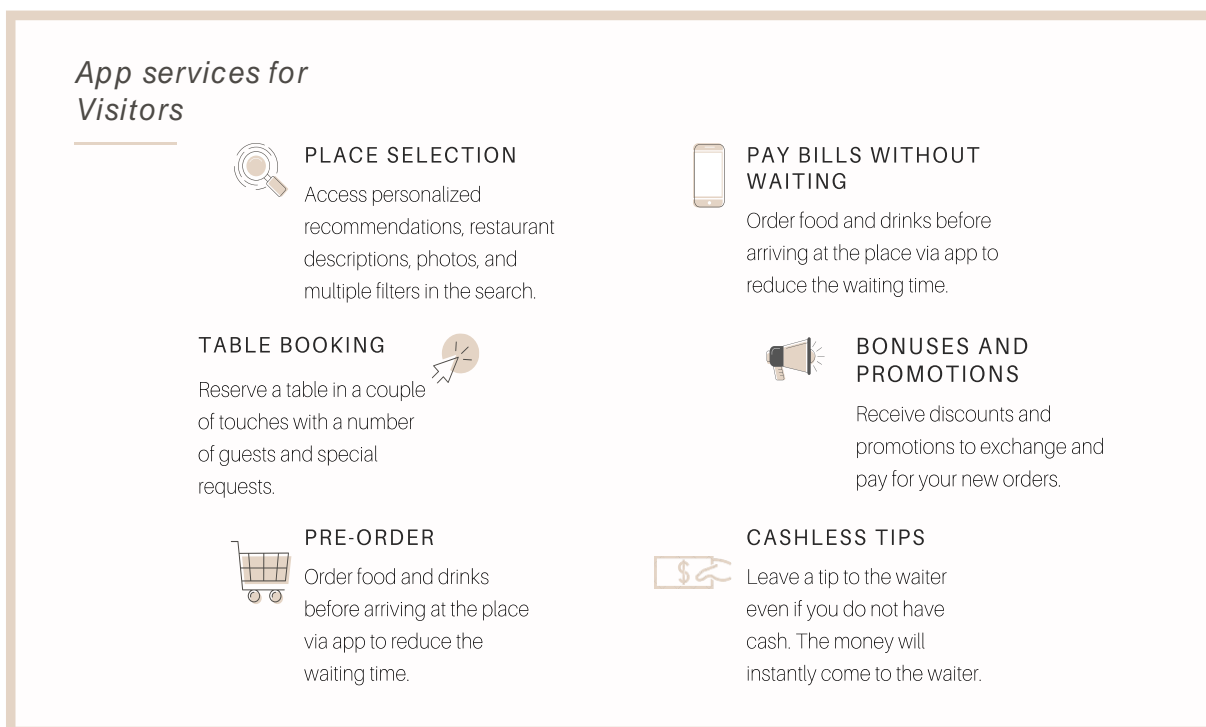 App services for
Visitors
PLACE SELECTION
Access personalized
recommendations, restaurant
descriptions, photos, and
multiple filters in the search.
PAY BILLS WITHOUT
WAITING
Order food and drinks before
arriving at the place via app to
reduce the waiting time.
TABLE BOOKING
Reserve a table in a couple
of touches with a number
of guests and special
requests.
BONUSES AND
PROMOTIONS
Receive discounts and
promotions to exchange and
pay for your new orders.
PRE-ORDER
Order food and drinks
before arriving at the place
via app to reduce the
waiting time.
CASHLESS TIPS
Leave a tip to the waiter
even if you do not have
cash. The money will
instantly come to the waiter.